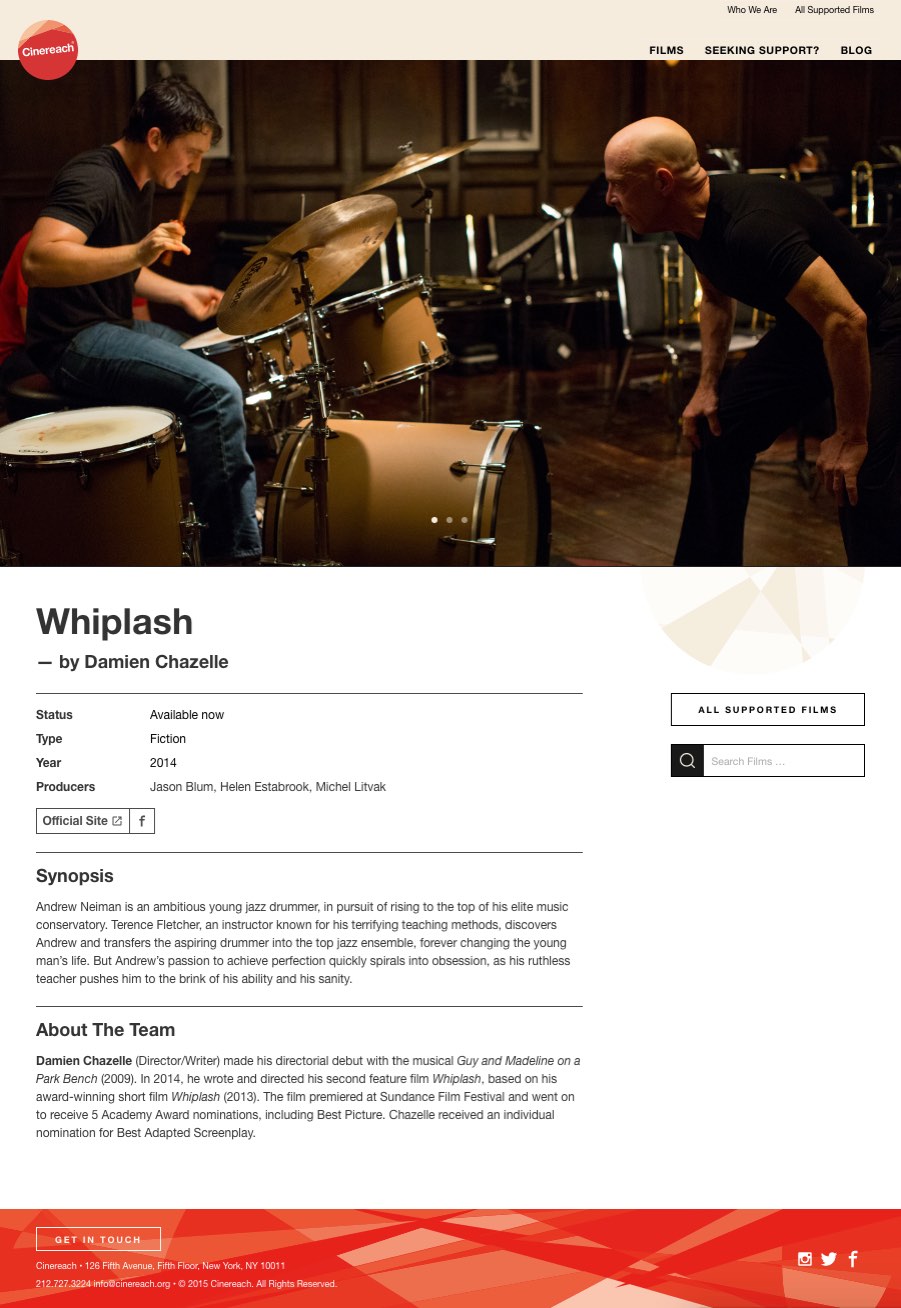 Who We Are All Supported Films
Cinereach
FILMS SEEKING SUPPORT? BLOG
Whiplash
— by Damien Chazelle
Status Available now
Type Fiction
Year 2014
Producers Jason Blum, Helen Estabrook, Michel Litvak
Official Site f
ALL SUPPORTED FILMS
Search Films ...
Synopsis
Andrew Neiman is an ambitious young jazz drummer, in pursuit of rising to the top of his elite music
conservatory. Terence Fletcher, an instructor known for his terrifying teaching methods, discovers
Andrew and transfers the aspiring drummer into the top jazz ensemble, forever changing the young
man’s life. But Andrew’s passion to achieve perfection quickly spirals into obsession, as his ruthless
teacher pushes him to the brink of his ability and his sanity.
About The Team
Damien Chazelle (Director/Writer) made his directorial debut with the musical Guy and Madeline on a
Park Bench (2009). In 2014, he wrote and directed his second feature film Whiplash, based on his
award-winning short film Whiplash (2013). The film premiered at Sundance Film Festival and went on
to receive 5 Academy Award nominations, including Best Picture. Chazelle received an individual
nomination for Best Adapted Screenplay.
GET IN TOUCH
Cinereach • 126 Fifth Avenue, Fifth Floor, New York, NY 10011
212.727.3224 info@cinereach.org • © 2015 Cinereach. All Rights Reserved.